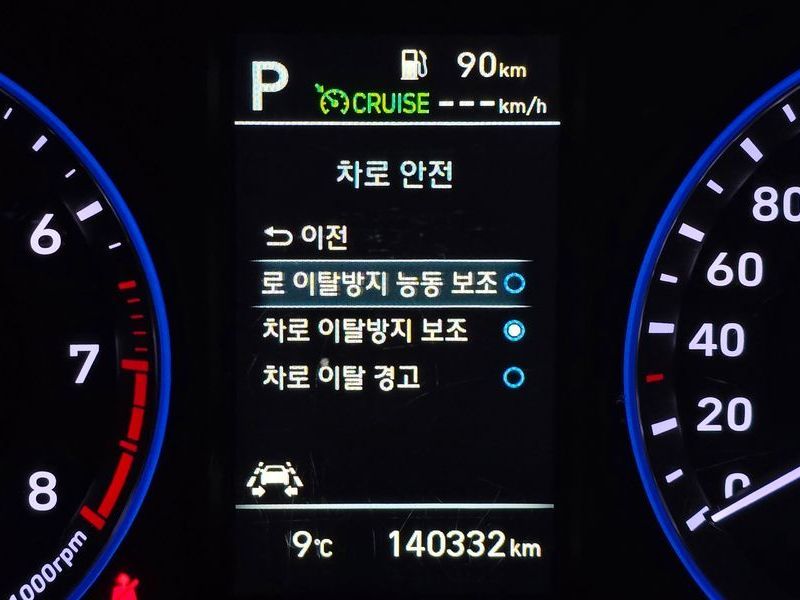 P
90km
CRUISE ---km/h
차로 안전
이전
로 이탈방지 능동 보조
차로 이탈방지 보조
차로 이탈 경고
9℃ 140332km
6
7
8
1000rpm
80
60
40
20
0